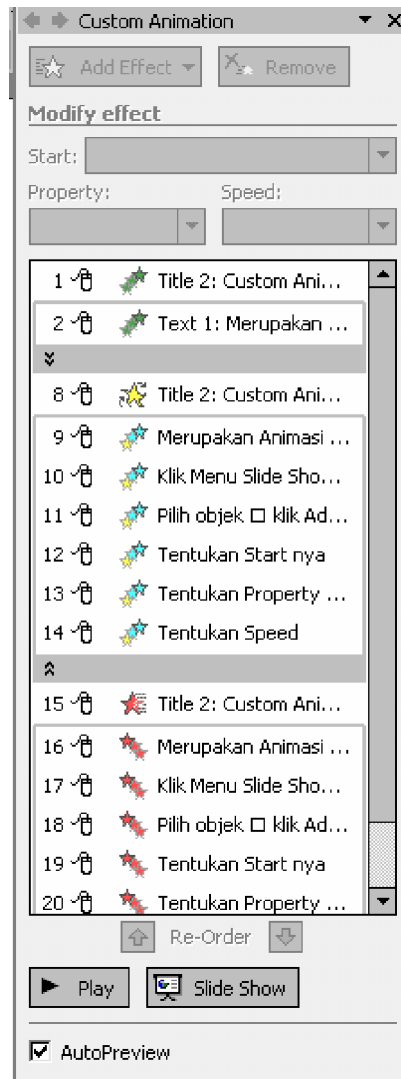 Custom Animation
Add Effect Remove
Modify effect
Start:
Property: Speed:
1 Title 2: Custom Ani...
2 Text 1: Merupakan ...
8 Title 2: Custom Ani...
9 Merupakan Animasi ...
10 Klik Menu Slide Sho...
11 Pilih objek □ klik Ad...
12 Tentukan Start nya
13 Tentukan Property ...
14 Tentukan Speed
15 Title 2: Custom Ani...
16 Merupakan Animasi ...
17 Klik Menu Slide Sho...
18 Pilih objek □ klik Ad...
19 Tentukan Start nya
20 Tentukan Property ...
Re-Order
Play Slide Show
AutoPreview